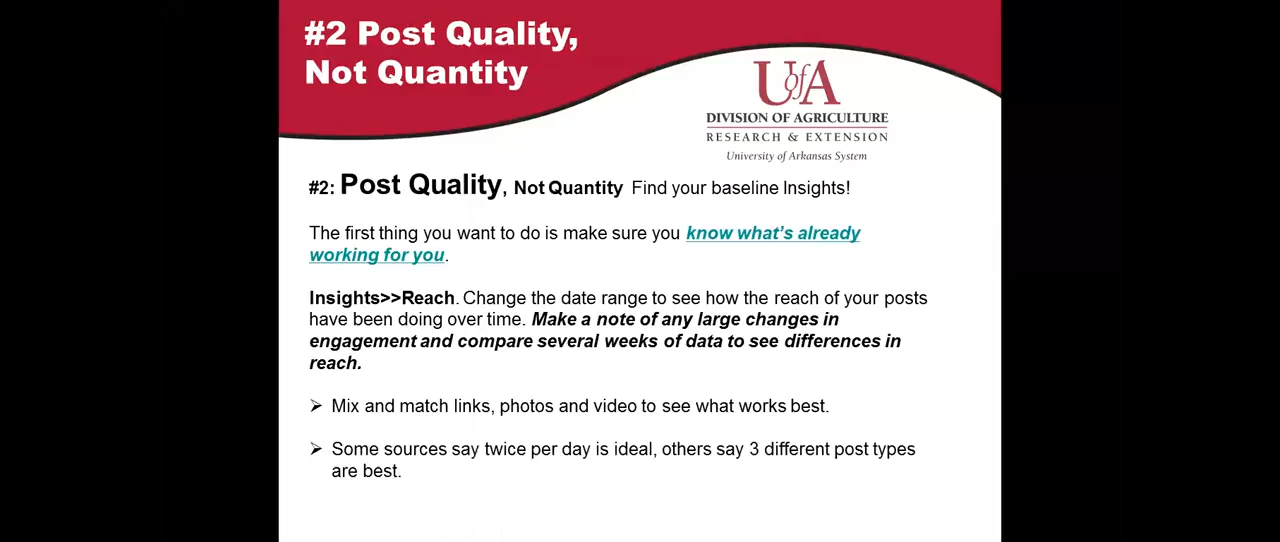 #2 Post Quality,
Not Quantity
UofA
DIVISION OF AGRICULTURE
RESEARCH & EXTENSION
University of Arkansas System
#2: Post Quality, Not Quantity Find your baseline Insights!
The first thing you want to do is make sure you know what's already
working for you.
Insights>>Reach. Change the date range to see how the reach of your posts
have been doing over time. Make a note of any large changes in
engagement and compare several weeks of data to see differences in
reach.
➢ Mix and match links, photos and video to see what works best.
➢ Some sources say twice per day is ideal, others say 3 different post types
are best.